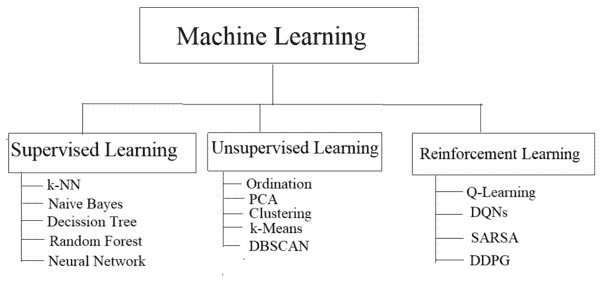 Machine Learning
Supervised Learning
k-NN
Naive Bayes
Decission Tree
Random Forest
Neural Network
Unsupervised Learning
Ordination
PCA
Clustering
k-Means
DBSCAN
Reinforcement Learning
Q-Learning
DQNs
SARSA
DDPG